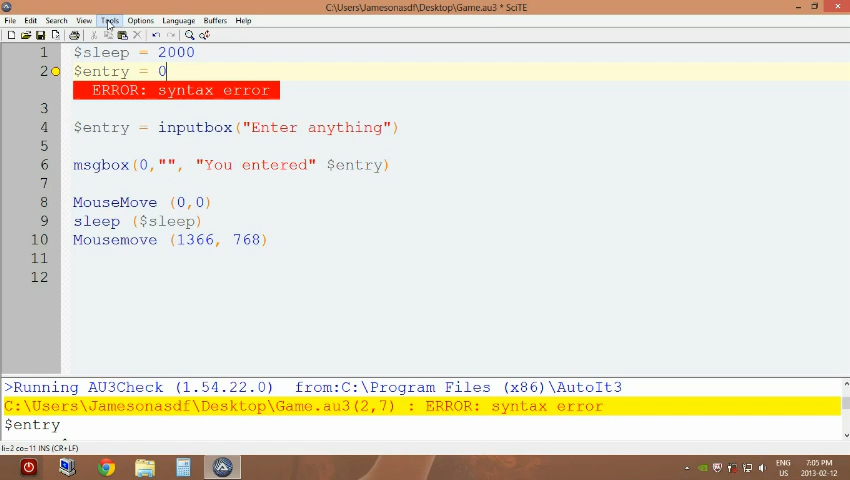 C:\Users\Jamesonasdf\Desktop\Game.au3 * SciTE
File Edit Search View Tools Options Language Buffers Help
1 $sleep = 2000
2 $entry = 0
ERROR: syntax error
3
4 $entry = inputbox("Enter anything")
5
6 msgbox(0,"", "You entered" $entry)
7
8 MouseMove (0,0)
9 sleep ($sleep)
10 Mousemove (1366, 768)
11
12
>Running AU3Check (1.54.22.0) from:C:\Program Files (x86)\AutoIt3
C:\Users\Jamesonasdf\Desktop\Game.au3(2,7) : ERROR: syntax error
$entry
li=2 co=11 INS (CR+LF)
ENG 7:05 PM
US 2013-02-12